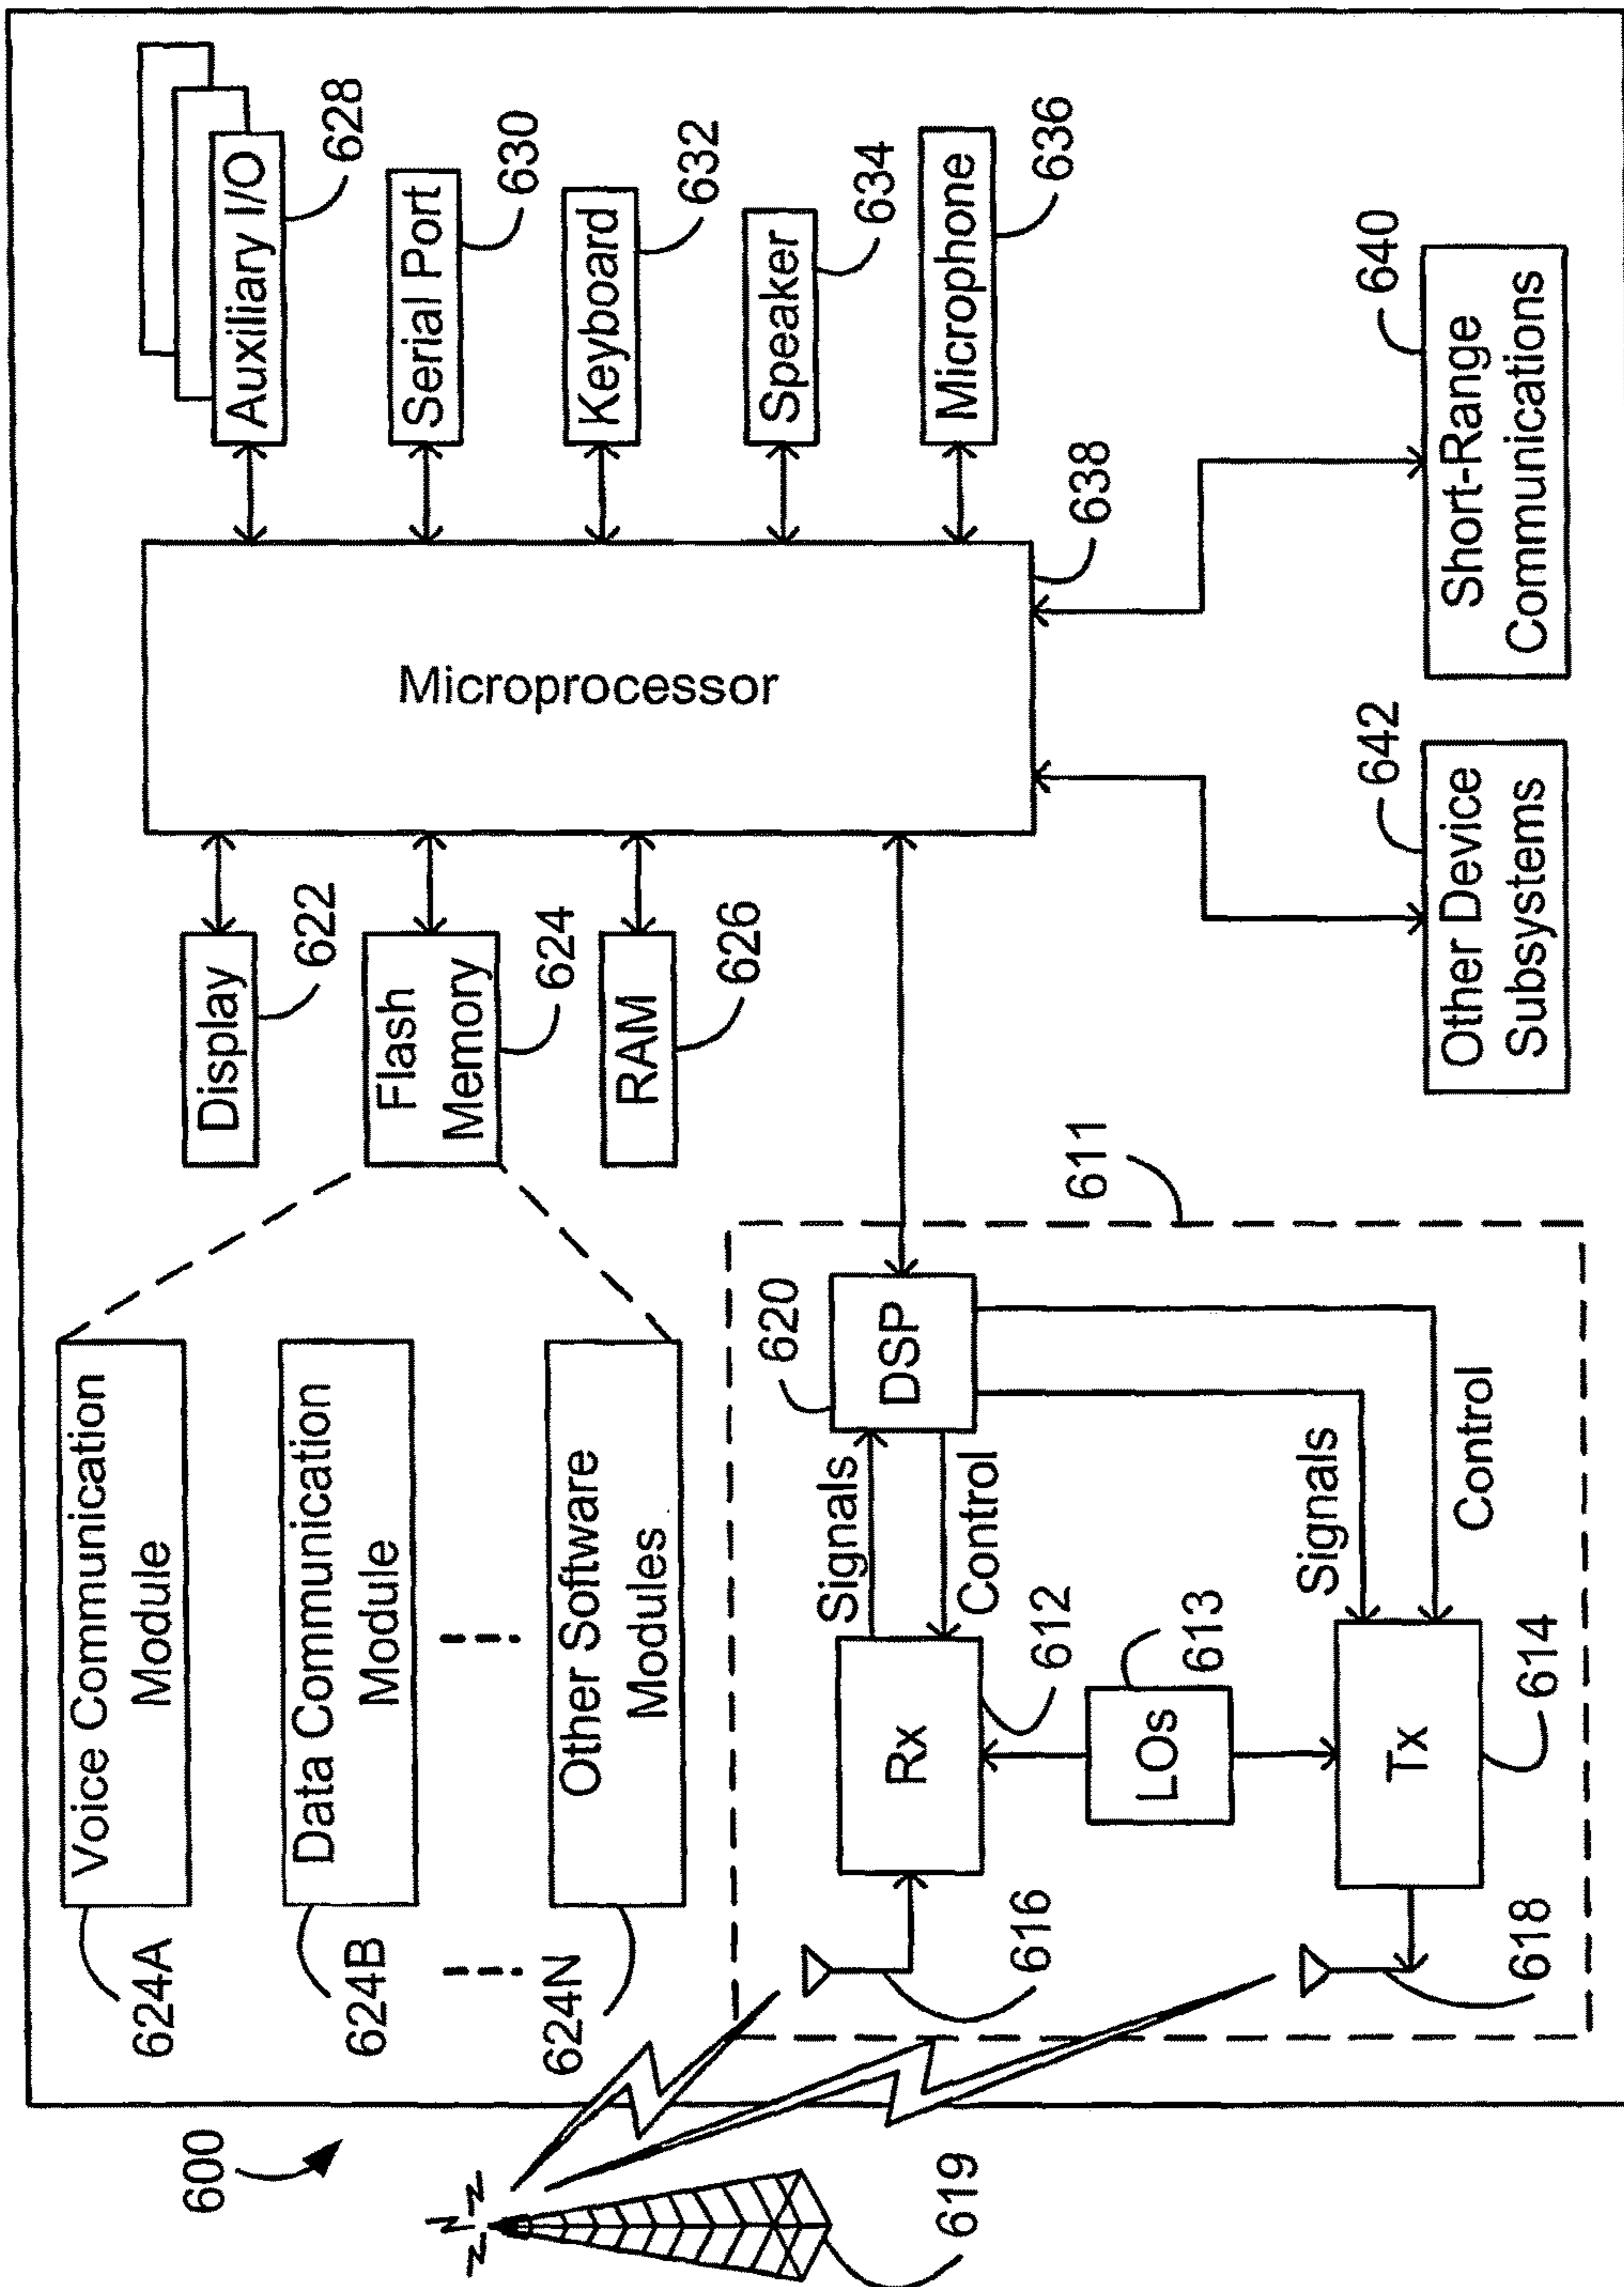 600
619
Voice Communication
Module
624A
Data Communication
Module
624B
Other Software
Modules
624N
Display
622
Flash
Memory
624
RAM
626
Microprocessor
638
Auxiliary I/O
628
Serial Port
630
Keyboard
632
Speaker
634
Microphone
636
Short-Range
Communications
640
Other Device
Subsystems
642
611
DSP
620
Signals
Control
Rx
612
LOs
613
Signals
Control
Tx
614
616
618